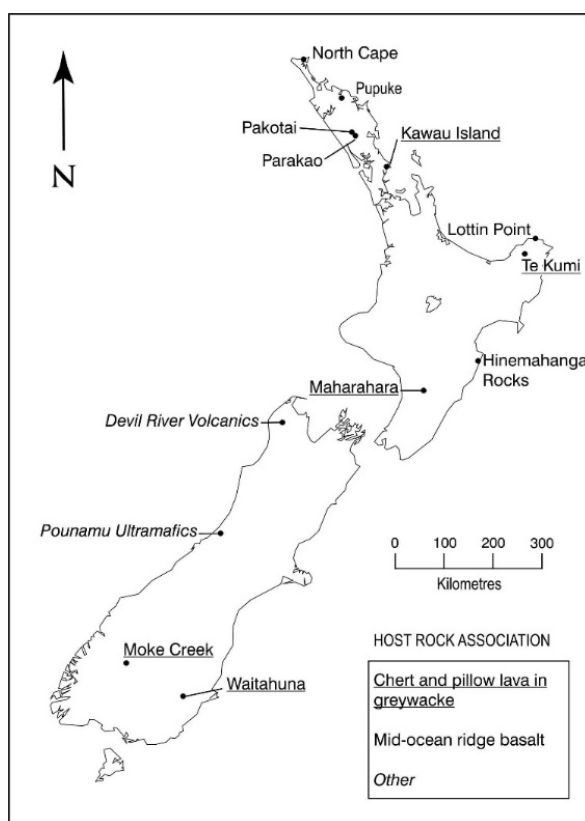 North Cape
Pupuke
Pakotai
Kawau Island
Parakao
N
Lottin Point
Te Kumi
Hinemahanga
Rocks
Maharahara
Devil River Volcanics
Pounamu Ultramafics
0 100 200 300
Kilometres
Moke Creek
Waitahuna
HOST ROCK ASSOCIATION
Chert and pillow lava in
greywacke
Mid-ocean ridge basalt
Other